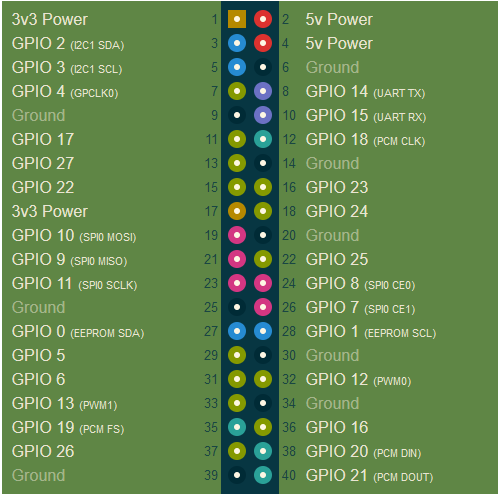 3v3 Power 1 2 5v Power
GPIO 2 (I2C1 SDA) 3 4 5v Power
GPIO 3 (I2C1 SCL) 5 6 Ground
GPIO 4 (GPCLK0) 7 8 GPIO 14 (UART TX)
Ground 9 10 GPIO 15 (UART RX)
GPIO 17 11 12 GPIO 18 (PCM CLK)
GPIO 27 13 14 Ground
GPIO 22 15 16 GPIO 23
3v3 Power 17 18 GPIO 24
GPIO 10 (SPI0 MOSI) 19 20 Ground
GPIO 9 (SPI0 MISO) 21 22 GPIO 25
GPIO 11 (SPI0 SCLK) 23 24 GPIO 8 (SPI0 CE0)
Ground 25 26 GPIO 7 (SPI0 CE1)
GPIO 0 (EEPROM SDA) 27 28 GPIO 1 (EEPROM SCL)
GPIO 5 29 30 Ground
GPIO 6 31 32 GPIO 12 (PWM0)
GPIO 13 (PWM1) 33 34 Ground
GPIO 19 (PCM FS) 35 36 GPIO 16
GPIO 26 37 38 GPIO 20 (PCM DIN)
Ground 39 40 GPIO 21 (PCM DOUT)